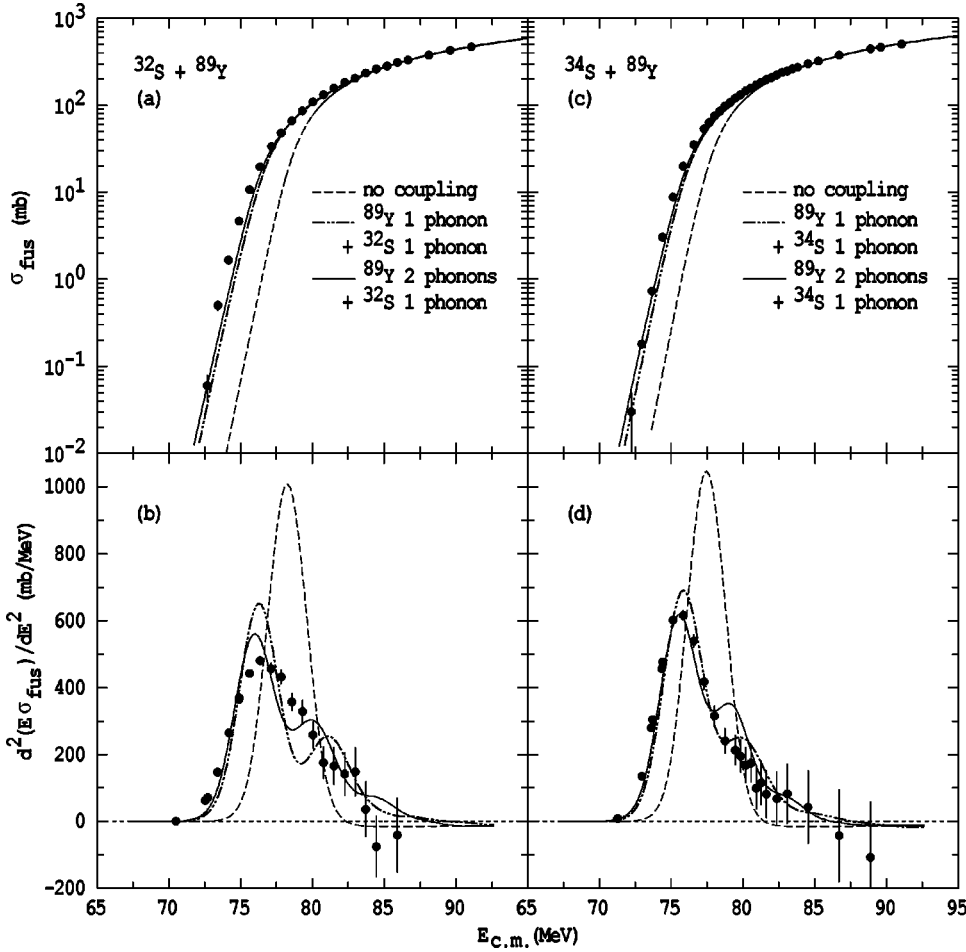 10³
10²
10¹
10⁰
10⁻¹
10⁻²
σfus (mb)
³²S + ⁸⁹Y
(a)
no coupling
⁸⁹Y 1 phonon
+ ³²S 1 phonon
⁸⁹Y 2 phonons
+ ³²S 1 phonon
³⁴S + ⁸⁹Y
(c)
no coupling
⁸⁹Y 1 phonon
+ ³⁴S 1 phonon
⁸⁹Y 2 phonons
+ ³⁴S 1 phonon
1000
800
600
400
200
0
-200
d²(Eσfus)/dE² (mb/MeV)
(b)
(d)
65 70 75 80 85 90 65 70 75 80 85 90 95
Ec.m. (MeV)